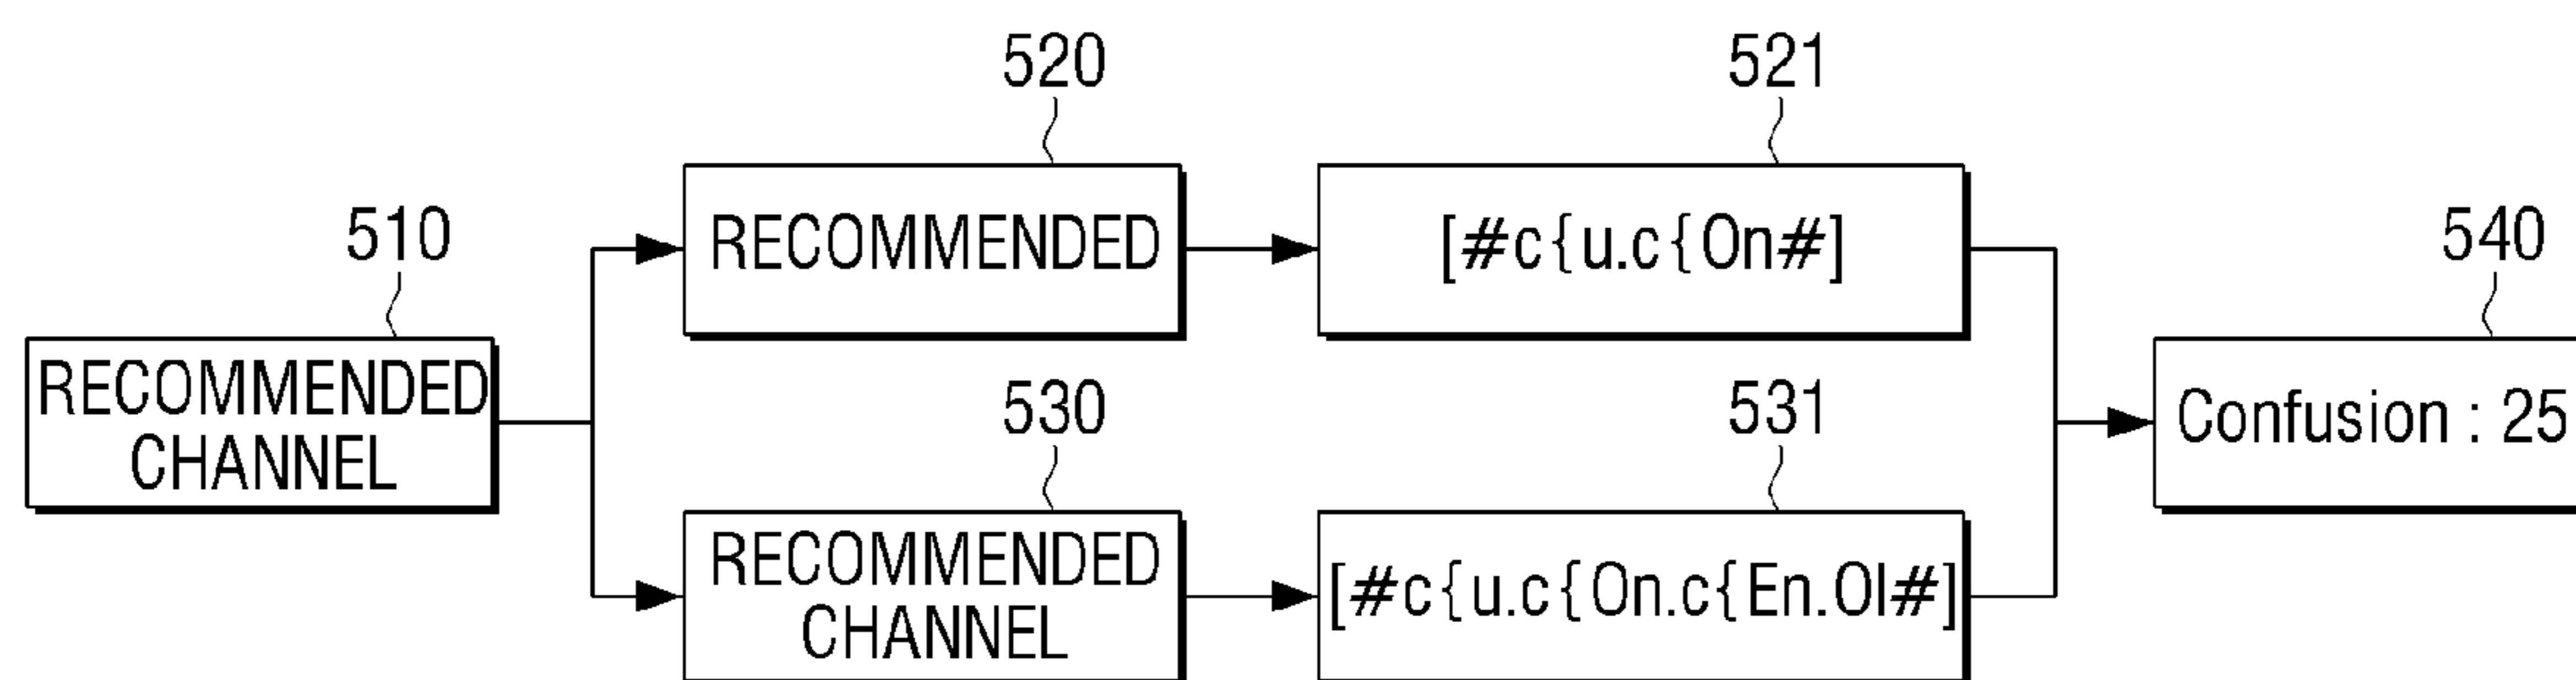 520
521
RECOMMENDED
[#c{u.c{On#]
510
540
RECOMMENDED
CHANNEL
Confusion : 25
530
531
RECOMMENDED
CHANNEL
[#c{u.c{On.c{En.Ol#]